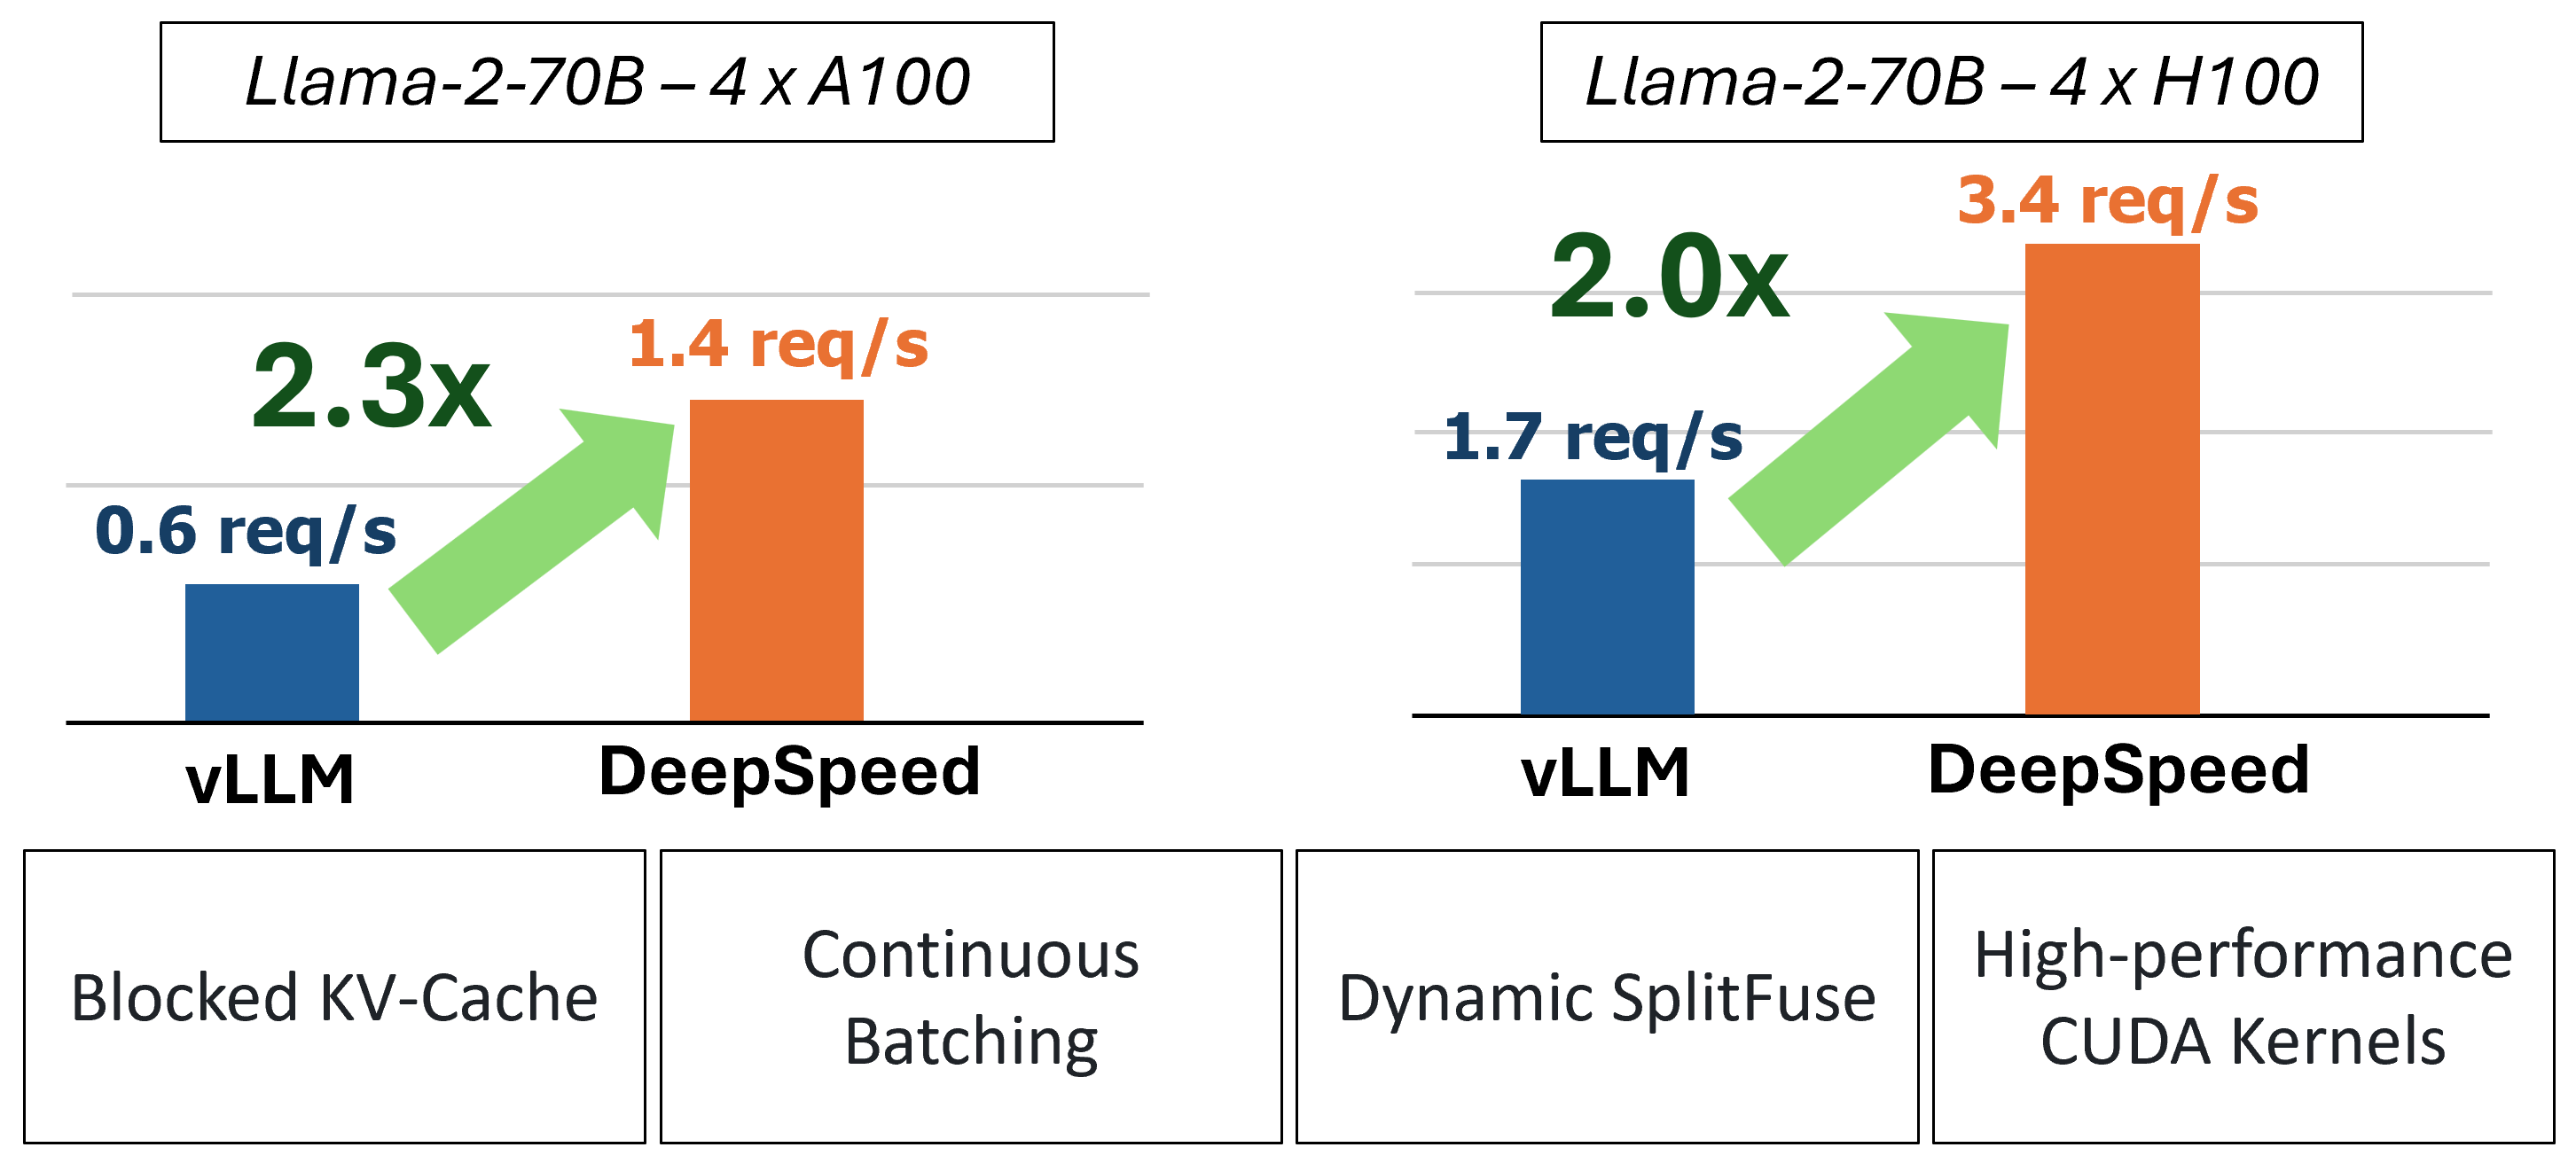 Llama-2-70B – 4 x A100
2.3x
0.6 req/s
1.4 req/s
vLLM
DeepSpeed
Llama-2-70B – 4 x H100
2.0x
1.7 req/s
3.4 req/s
vLLM
DeepSpeed
Blocked KV-Cache
Continuous
Batching
Dynamic SplitFuse
High-performance
CUDA Kernels